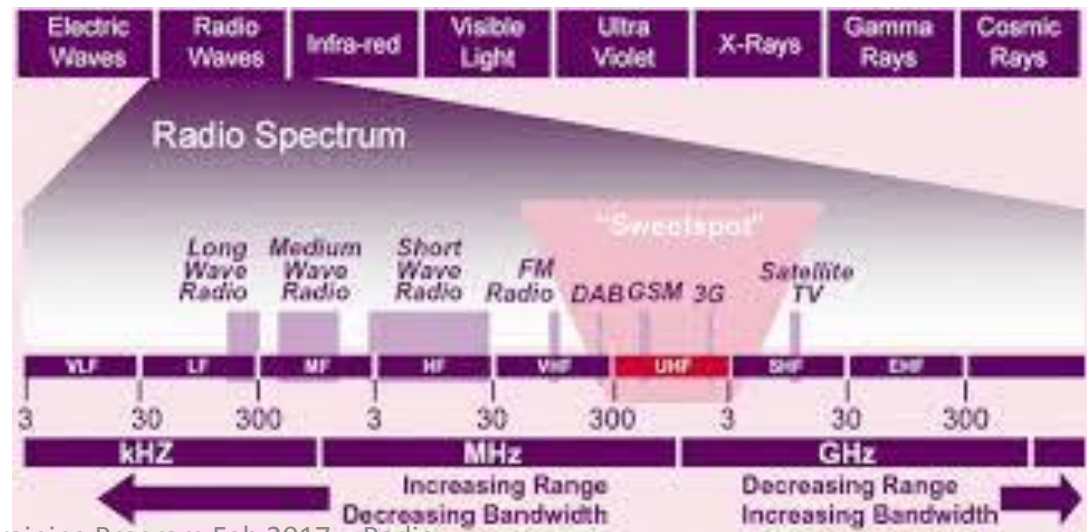 Electric Waves
Radio Waves
Infra-red
Visible Light
Ultra Violet
X-Rays
Gamma Rays
Cosmic Rays
Radio Spectrum
"Sweetspot"
Long Wave Radio
Medium Wave Radio
Short Wave Radio
FM Radio
DAB
GSM
3G
Satellite TV
VLF LF MF HF VHF UHF SHF EHF
3 30 300 3 30 300 3 30 300
kHZ MHz GHz
Increasing Range
Decreasing Bandwidth
Decreasing Range
Increasing Bandwidth
Program Feb 2017